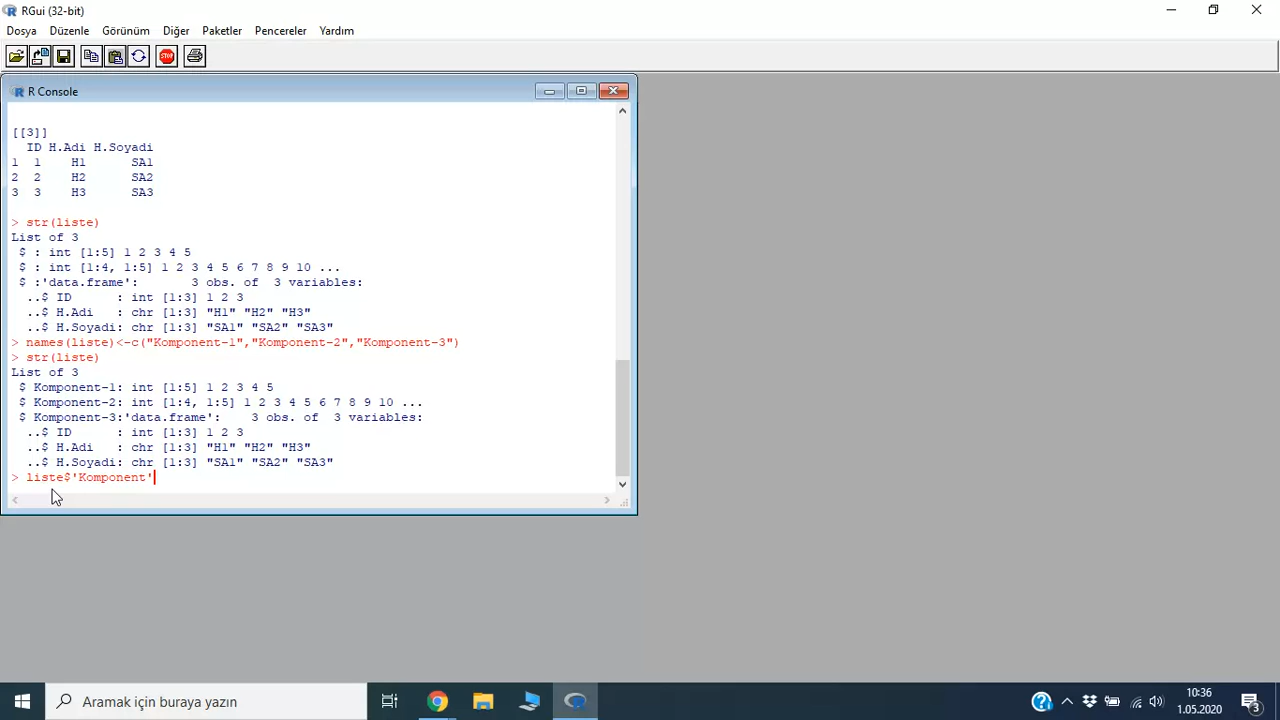 RGui (32-bit)
Dosya Düzenle Görünüm Diğer Paketler Pencereler Yardım
STOP
R Console
[[3]]
ID H.Adi H.Soyadi
1 1 H1 SA1
2 2 H2 SA2
3 3 H3 SA3
> str(liste)
List of 3
$ : int [1:5] 1 2 3 4 5
$ : int [1:4, 1:5] 1 2 3 4 5 6 7 8 9 10 ...
$ :'data.frame': 3 obs. of 3 variables:
..$ ID : int [1:3] 1 2 3
..$ H.Adi : chr [1:3] "H1" "H2" "H3"
..$ H.Soyadi: chr [1:3] "SA1" "SA2" "SA3"
> names(liste)<-c("Komponent-1","Komponent-2","Komponent-3")
> str(liste)
List of 3
$ Komponent-1: int [1:5] 1 2 3 4 5
$ Komponent-2: int [1:4, 1:5] 1 2 3 4 5 6 7 8 9 10 ...
$ Komponent-3:'data.frame': 3 obs. of 3 variables:
..$ ID : int [1:3] 1 2 3
..$ H.Adi : chr [1:3] "H1" "H2" "H3"
..$ H.Soyadi: chr [1:3] "SA1" "SA2" "SA3"
> liste$'Komponent'
Aramak için buraya yazın
10:36
1.05.2020
3